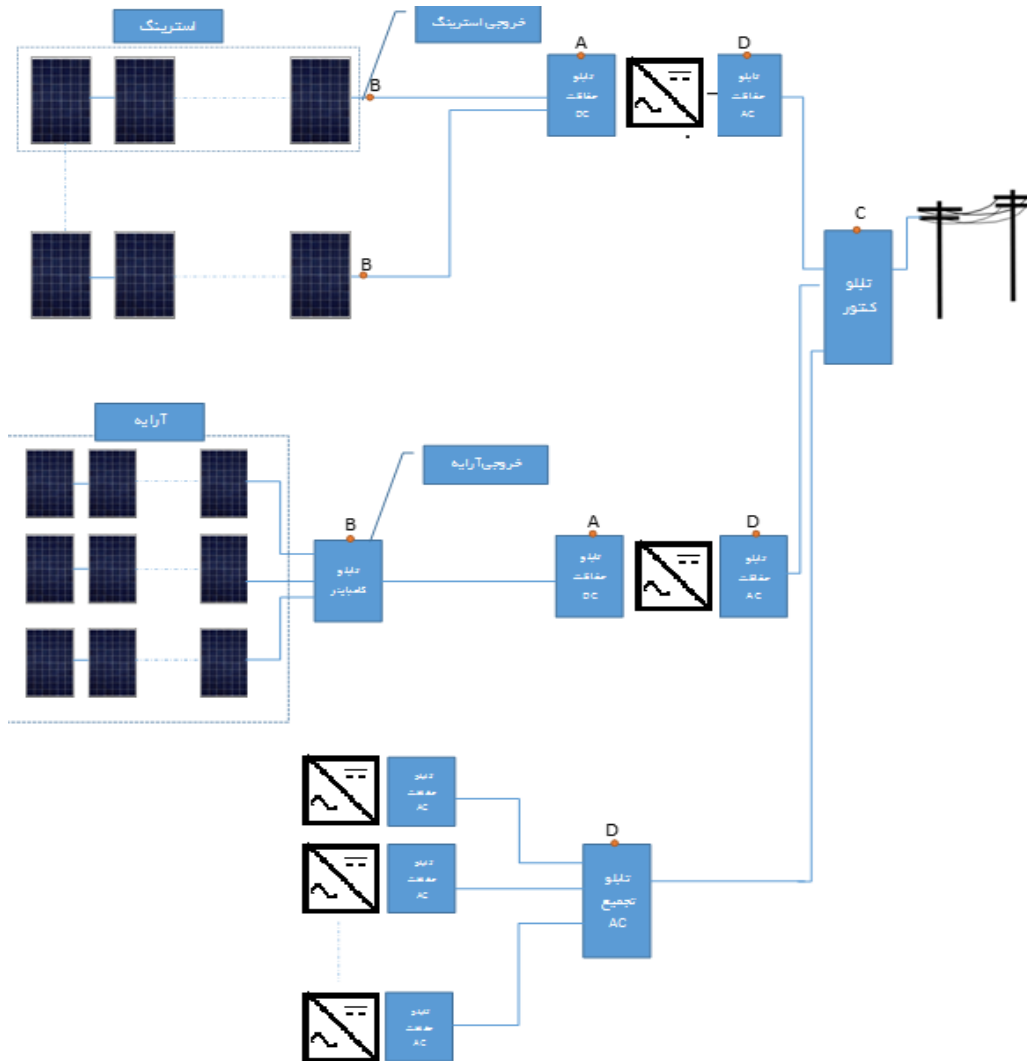 استرینگ
خروجی استرینگ
A
D
B
تابلو
حفاظت
DC
تابلو
حفاظت
AC
B
C
تابلو
کنتور
آرایه
خروجی آرایه
B
تابلو
کامباینر
A
D
تابلو
حفاظت
DC
تابلو
حفاظت
AC
تابلو
حفاظت
AC
D
تابلو
حفاظت
AC
تابلو
تجمیع
AC
تابلو
حفاظت
AC